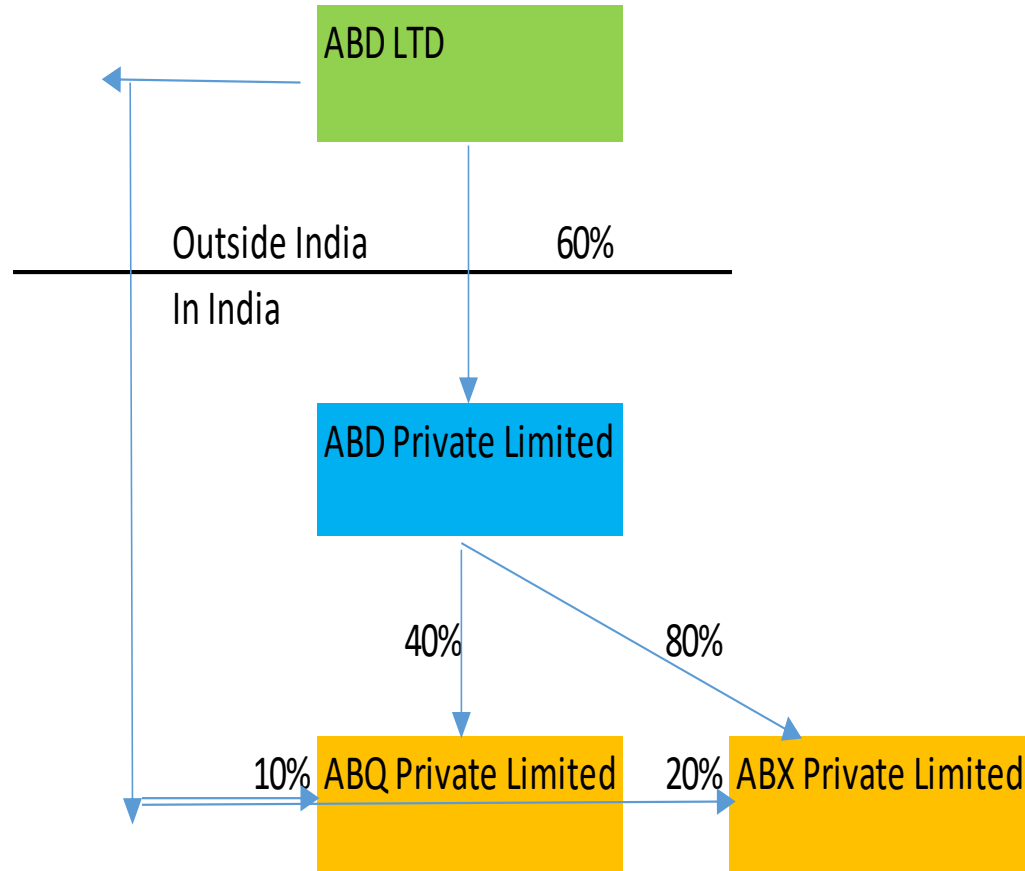 ABD LTD
Outside India
60%
In India
ABD Private Limited
40%
80%
10%
ABQ Private Limited
20%
ABX Private Limited